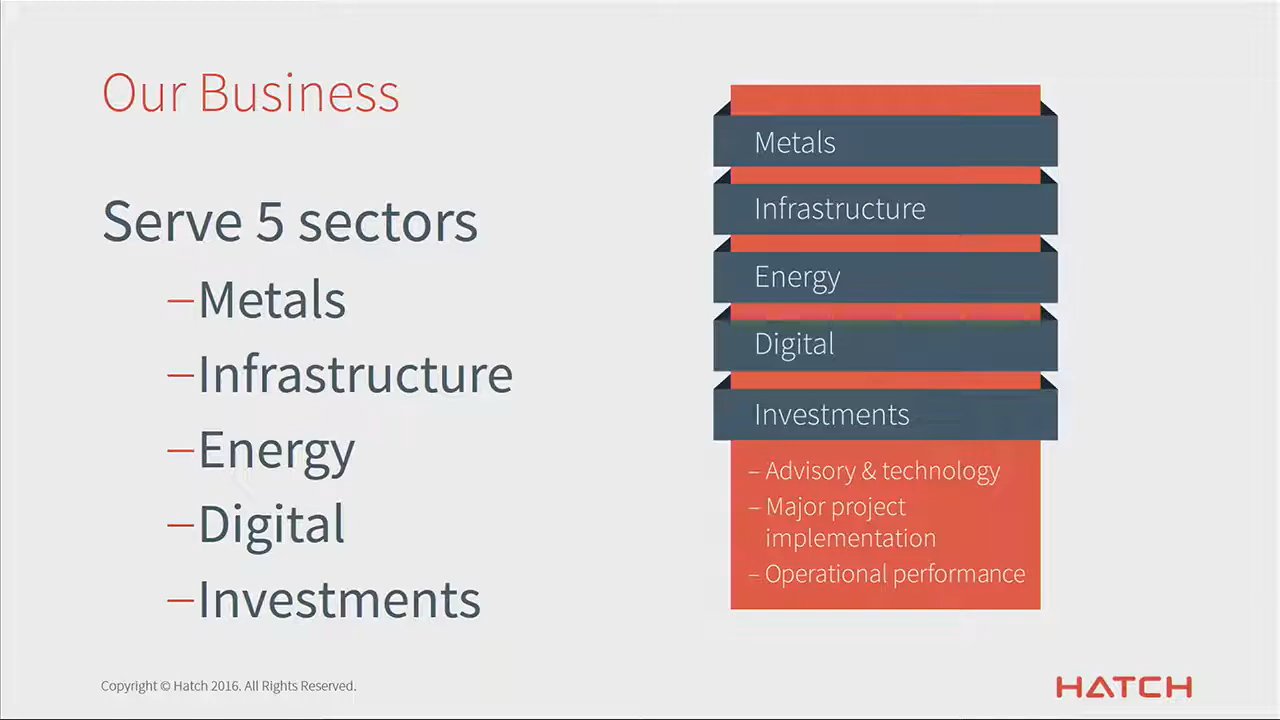 Our Business
Serve 5 sectors
–Metals
–Infrastructure
–Energy
–Digital
–Investments
Metals
Infrastructure
Energy
Digital
Investments
– Advisory & technology
– Major project
implementation
– Operational performance
Copyright © Hatch 2016. All Rights Reserved.
HATCH